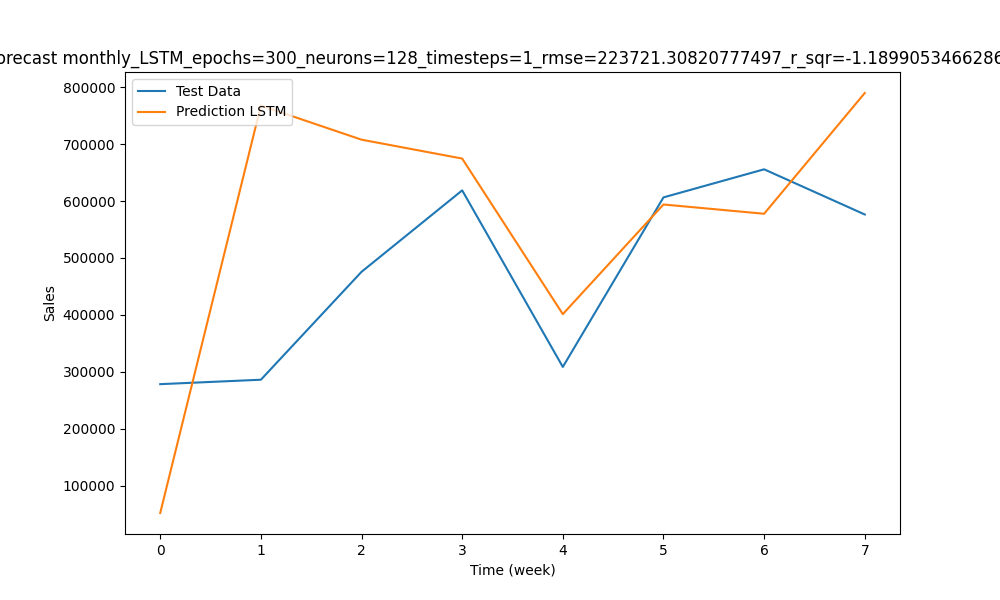 orecast monthly_LSTM_epochs=300_neurons=128_timesteps=1_rmse=223721.30820777497_r_sqr=-1.1899053466286
Test Data
Prediction LSTM
800000
700000
600000
500000
400000
300000
200000
100000
Sales
0 1 2 3 4 5 6 7
Time (week)